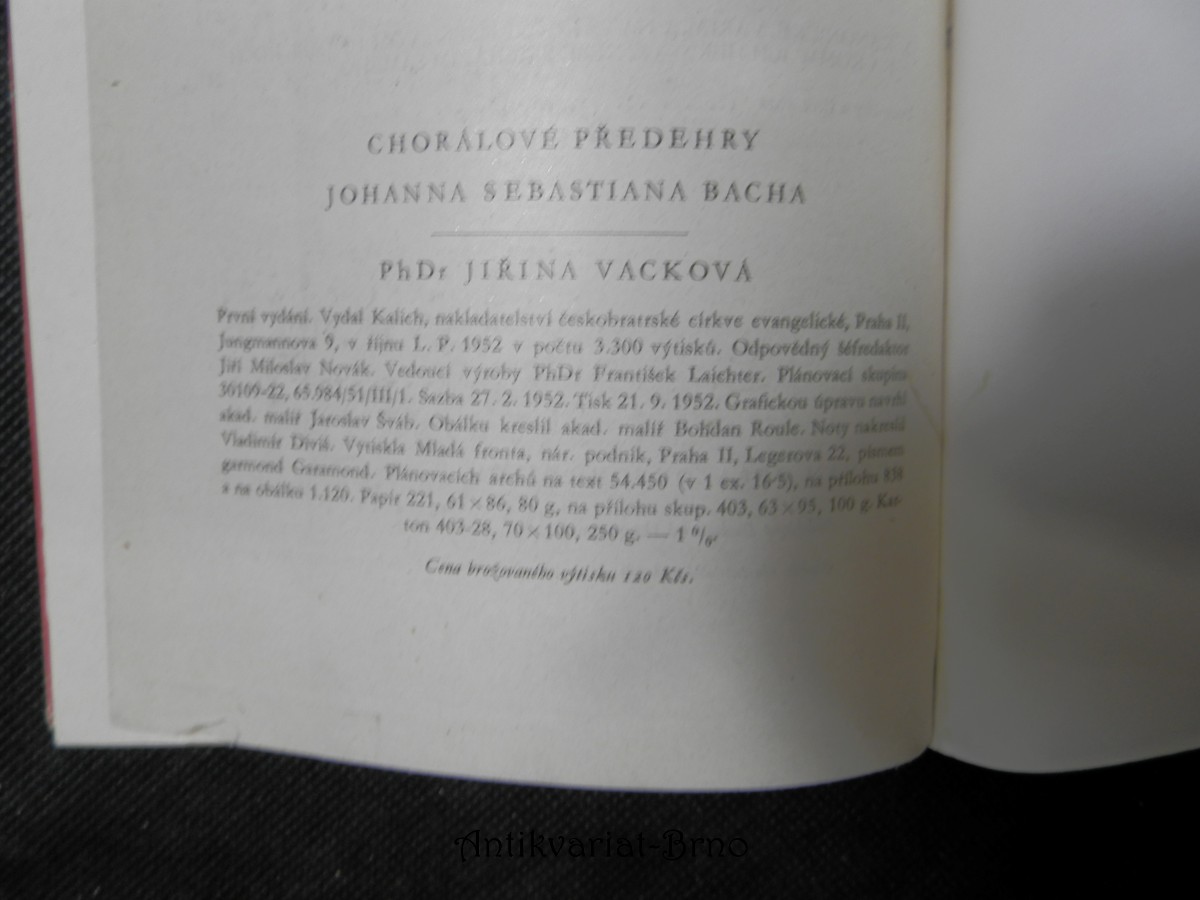 CHORÁLOVÉ PŘEDEHRY
JOHANNA SEBASTIANA BACHA
PhDr JIŘINA VACKOVÁ
První vydání. Vydal Kalich, nakladatelství českobratrské církve evangelické, Praha II,
Jungmannova 9, v říjnu L. P. 1952 v počtu 3.300 výtisků. Odpovědný šéfredaktor
Jiří Miloslav Novák. Vedoucí výroby PhDr František Laichter. Plánovací skupina
30109-22, 65.984/51/III/1. Sazba 27. 2. 1952. Tisk 21. 9. 1952. Grafickou úpravu navrhl
akad. malíř Jaroslav Šváb. Obálku kreslil akad. malíř Bohdan Roule. Noty nakreslil
Vladimír Diviš. Vytiskla Mladá fronta, nár. podnik, Praha II, Legerova 22, písmem
garmond Garamond. Plánovacích archů na text 54.450 (v 1 ex. 16·5), na přílohu 858
a na obálku 1.120. Papír 221, 61 × 86, 80 g, na přílohu skup. 403, 63 × 95, 100 g. Kar-
ton 403-28, 70 × 100, 250 g. — 1 %.
Cena brožovaného výtisku 120 Kčs.
Antikvariat-Brno